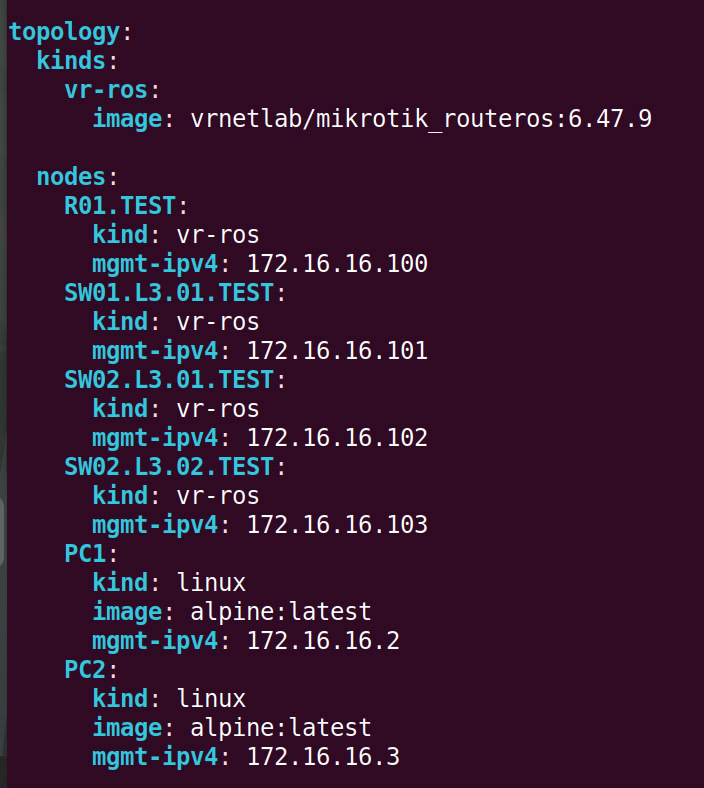 topology:
  kinds:
    vr-ros:
      image: vrnetlab/mikrotik_routeros:6.47.9

  nodes:
    R01.TEST:
      kind: vr-ros
      mgmt-ipv4: 172.16.16.100
    SW01.L3.01.TEST:
      kind: vr-ros
      mgmt-ipv4: 172.16.16.101
    SW02.L3.01.TEST:
      kind: vr-ros
      mgmt-ipv4: 172.16.16.102
    SW02.L3.02.TEST:
      kind: vr-ros
      mgmt-ipv4: 172.16.16.103
    PC1:
      kind: linux
      image: alpine:latest
      mgmt-ipv4: 172.16.16.2
    PC2:
      kind: linux
      image: alpine:latest
      mgmt-ipv4: 172.16.16.3